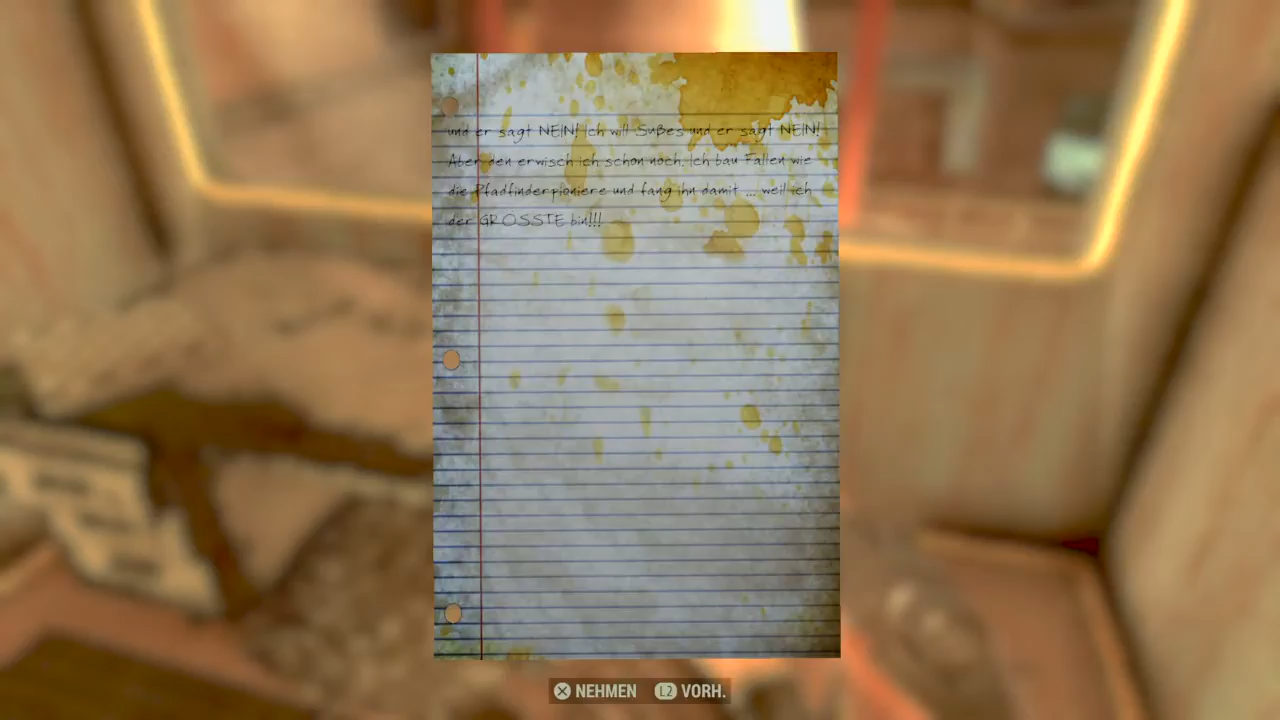 und er sagt NEIN! Ich will Süßes und er sagt NEIN!
Aber den erwisch ich schon noch. Ich bau Fallen wie
die Pfadfinderpioniere und fang ihn damit ... weil ich
der GRÖSSTE bin!!!
NEHMEN L2 VORH.